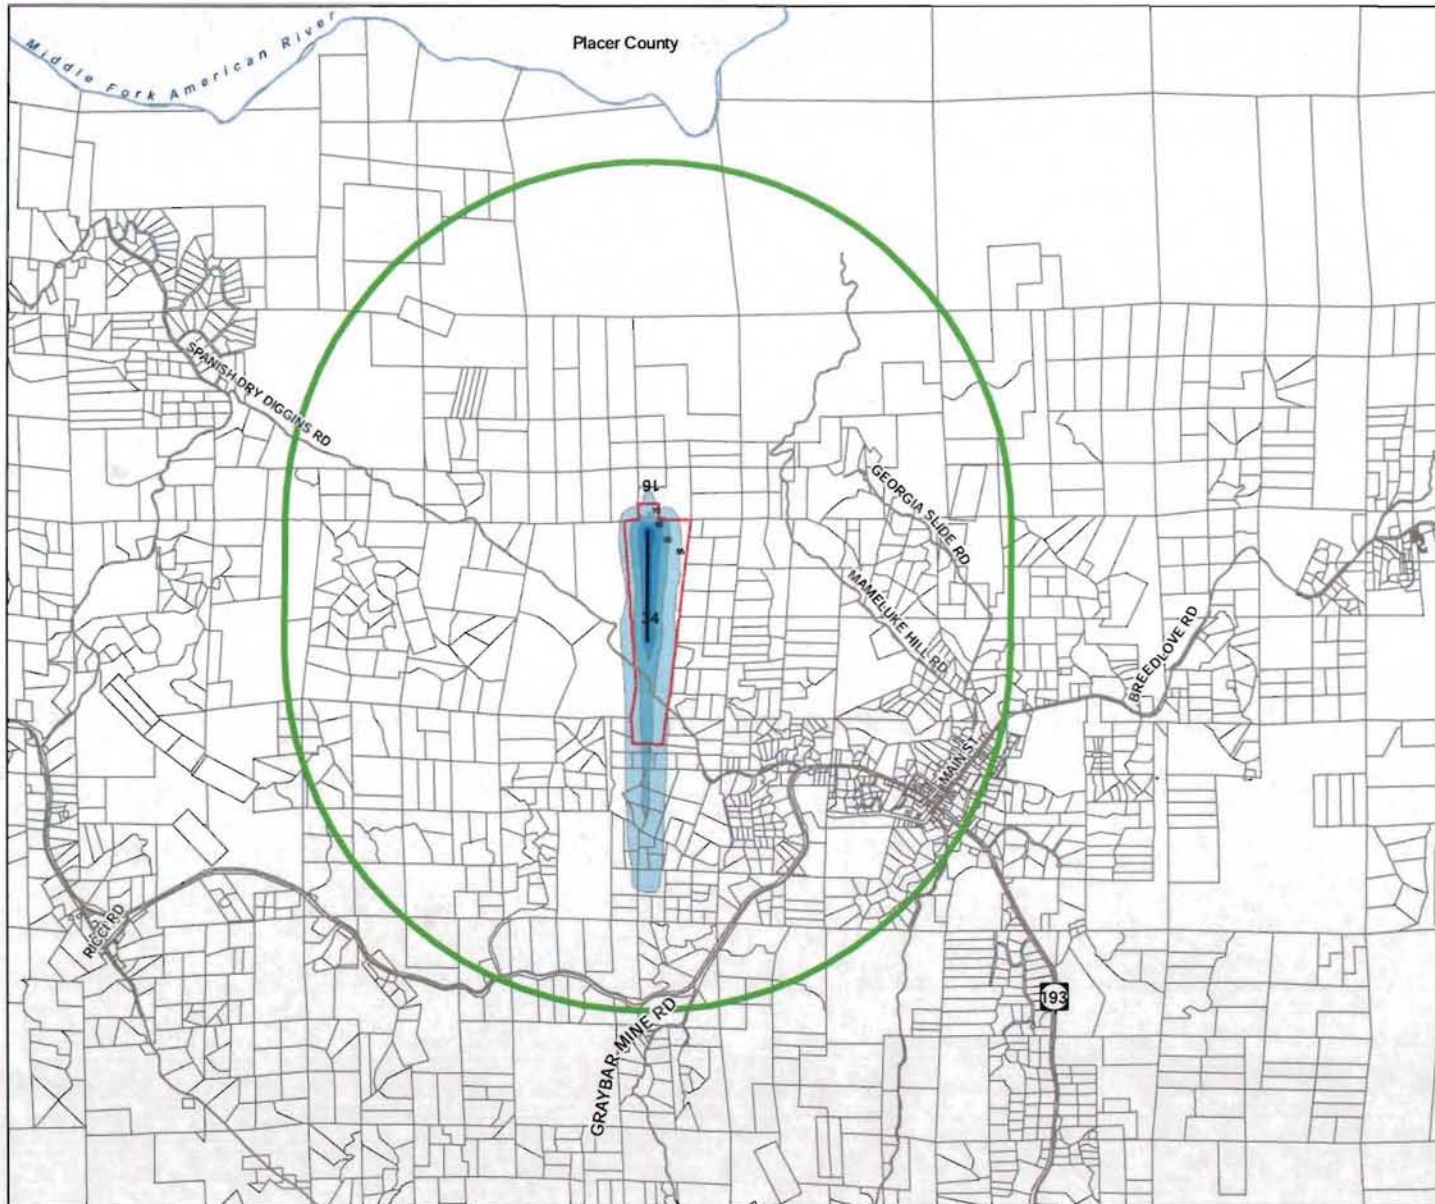 Placer County
Middle Fork American River
SPANISH DRY DIGGINS RD
16
GEORGIA SLIDE RD
34
MAMELUKE HILL RD
BREEDLOVE RD
MAIN ST
RICCI RD
193
GRAYBAR MINE RD